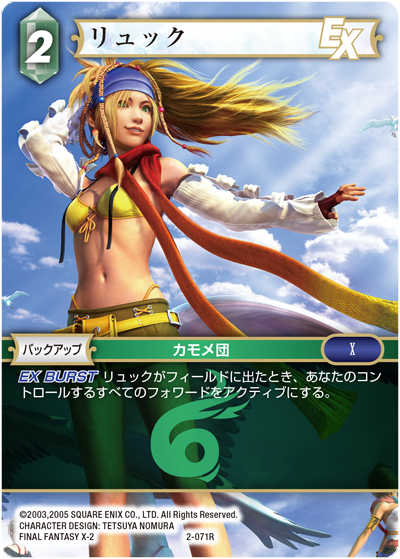 2
リュック
EX
バックアップ
カモメ団
X
EX BURST リュックがフィールドに出たとき、あなたのコント
ロールするすべてのフォワードをアクティブにする。
©2003,2005 SQUARE ENIX CO., LTD. All Rights Reserved.
CHARACTER DESIGN: TETSUYA NOMURA
FINAL FANTASY X-2
2-071R